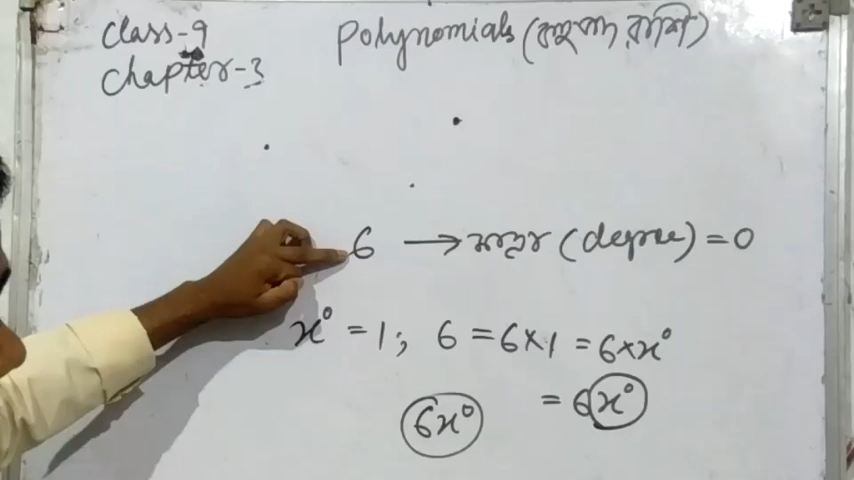 Class-9
Chapter-3
Polynomials (বহুপদ ৰাশি)
6 → মাত্ৰা (degree) = 0
x⁰ = 1; 6 = 6×1 = 6×x⁰
= 6x⁰
6x⁰